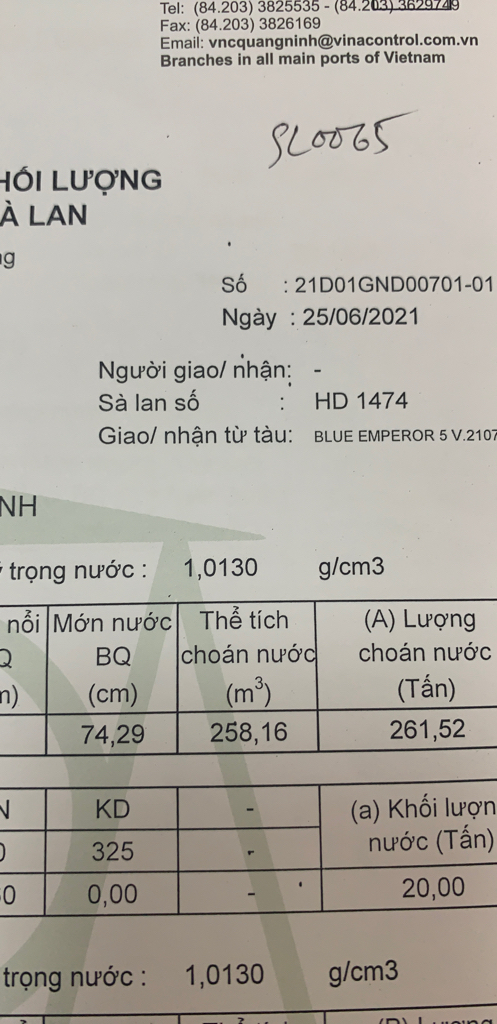 Tel: (84.203) 3825535 - (84.203) 3629749
Fax: (84.203) 3826169
Email: vncquangninh@vinacontrol.com.vn
Branches in all main ports of Vietnam
SL0065
HỐI LƯỢNG
À LAN
Số : 21D01GND00701-01
Ngày : 25/06/2021
Người giao/ nhận: -
Sà lan số : HD 1474
Giao/ nhận từ tàu: BLUE EMPEROR 5 V.2107
NH
trọng nước : 1,0130 g/cm3
nổi Mớn nước Thể tích (A) Lượng
Q BQ choán nước choán nước
m) (cm) (m³) (Tấn)
74,29 258,16 261,52
N KD - (a) Khối lượn
0 325 - nước (Tấn)
60 0,00 - 20,00
trọng nước : 1,0130 g/cm3